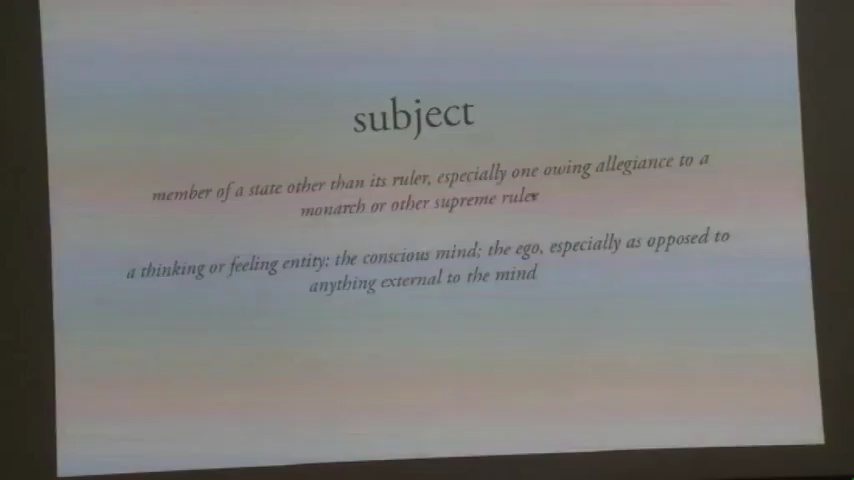 subject
member of a state other than its ruler, especially one owing allegiance to a
monarch or other supreme ruler
a thinking or feeling entity; the conscious mind; the ego, especially as opposed to
anything external to the mind